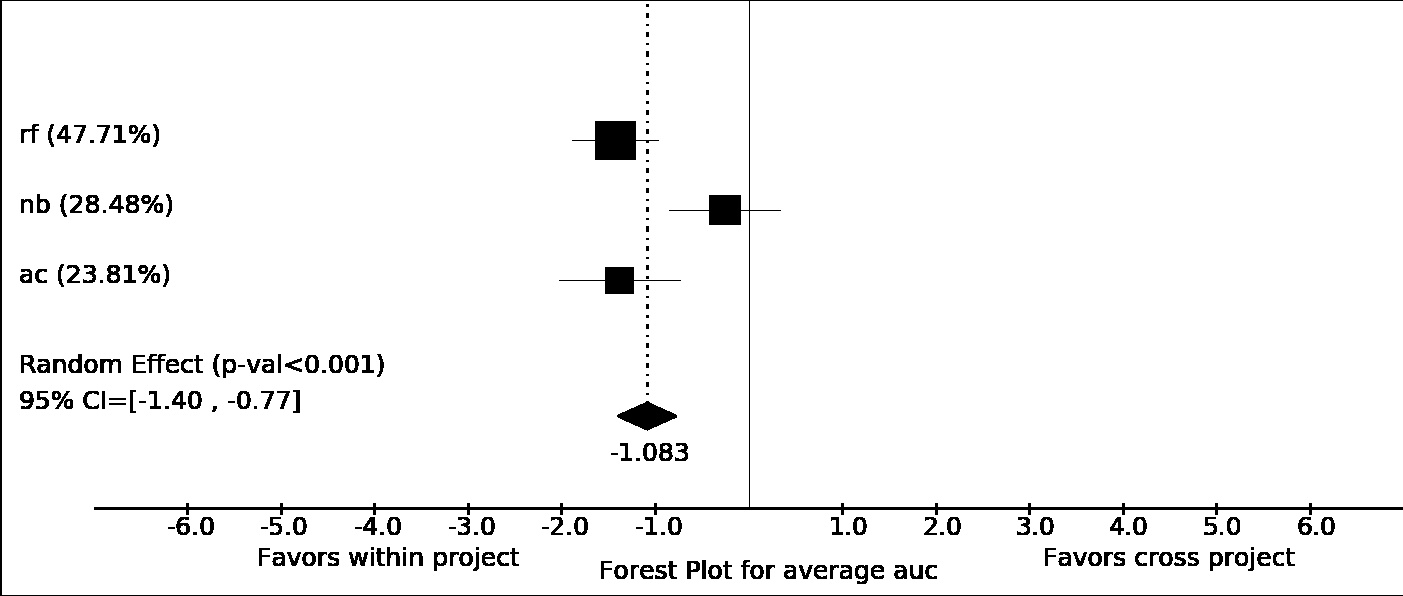 rf (47.71%)
nb (28.48%)
ac (23.81%)
Random Effect (p-val<0.001)
95% CI=[-1.40 , -0.77]
-1.083
-6.0 -5.0 -4.0 -3.0 -2.0 -1.0 1.0 2.0 3.0 4.0 5.0 6.0
Favors within project Favors cross project
Forest Plot for average auc